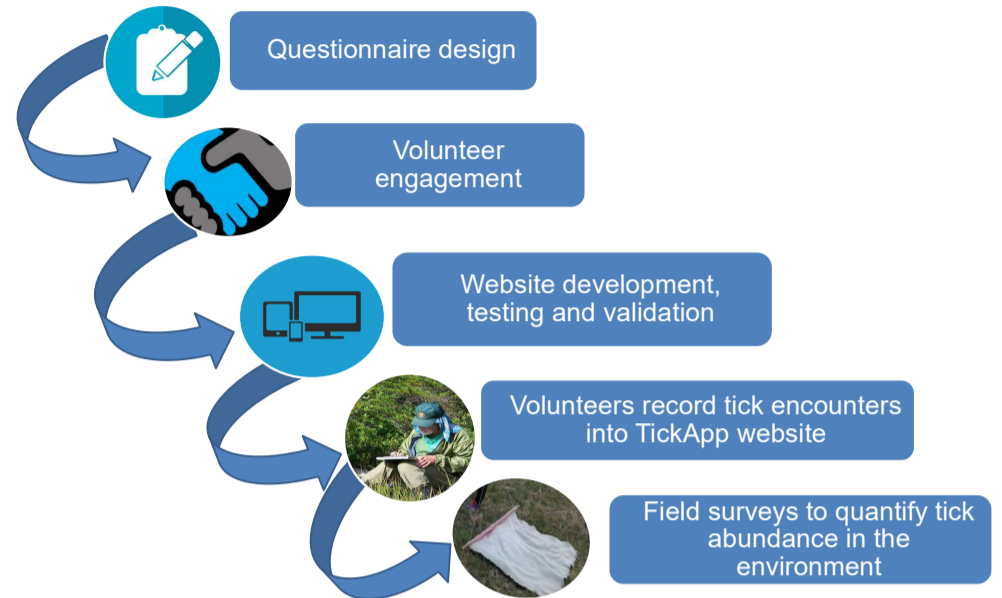 Questionnaire design
Volunteer
engagement
Website development,
testing and validation
Volunteers record tick encounters
into TickApp website
Field surveys to quantify tick
abundance in the
environment